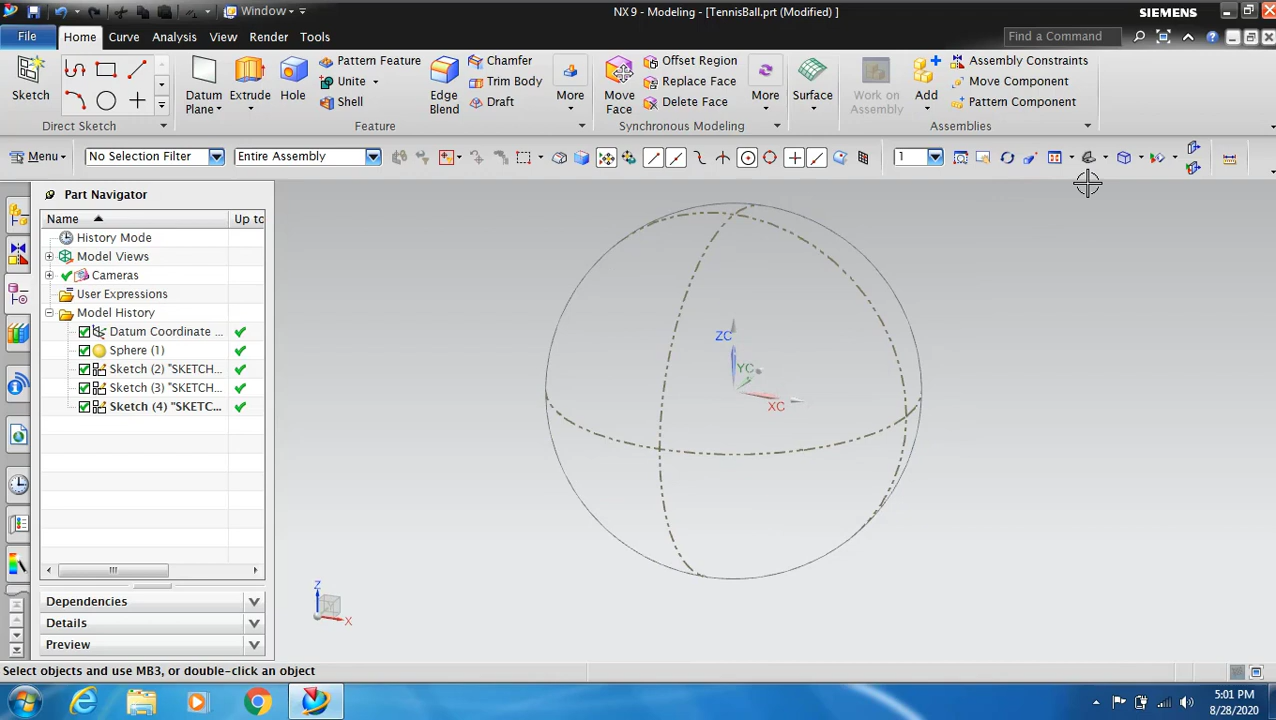 Window
NX 9 - Modeling - [TennisBall.prt (Modified) ]
SIEMENS
File
Home
Curve
Analysis
View
Render
Tools
Find a Command
Sketch
Direct Sketch
Datum Plane
Extrude
Hole
Pattern Feature
Unite
Shell
Feature
Edge Blend
Chamfer
Trim Body
Draft
More
Move Face
Offset Region
Replace Face
Delete Face
More
Synchronous Modeling
Surface
Work on Assembly
Add
Assembly Constraints
Move Component
Pattern Component
Assemblies
Menu
No Selection Filter
Entire Assembly
1
Part Navigator
Name
Up to
History Mode
Model Views
Cameras
User Expressions
Model History
Datum Coordinate ...
Sphere (1)
Sketch (2) "SKETCH...
Sketch (3) "SKETCH...
Sketch (4) "SKETC...
Dependencies
Details
Preview
ZC
YC
XC
Z
X
Select objects and use MB3, or double-click an object
5:01 PM
8/28/2020